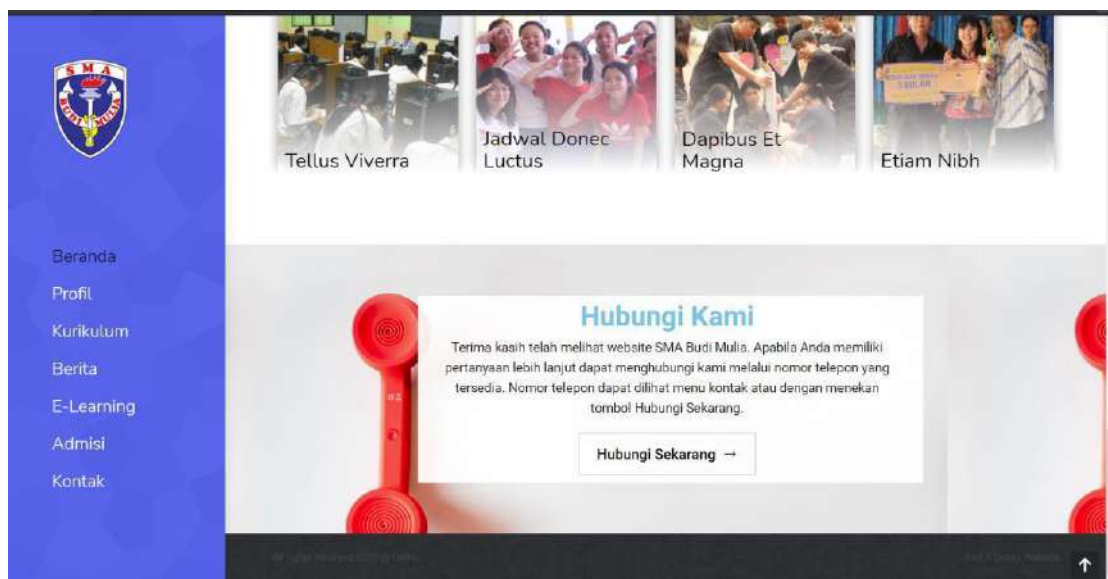 SMA
BUDI MULIA
Beranda
Profil
Kurikulum
Berita
E-Learning
Admisi
Kontak
Tellus Viverra
Jadwal Donec
Luctus
Dapibus Et
Magna
Etiam Nibh
Hubungi Kami
Terima kasih telah melihat website SMA Budi Mulia. Apabila Anda memiliki
pertanyaan lebih lanjut dapat menghubungi kami melalui nomor telepon yang
tersedia. Nomor telepon dapat dilihat menu kontak atau dengan menekan
tombol Hubungi Sekarang.
Hubungi Sekarang →